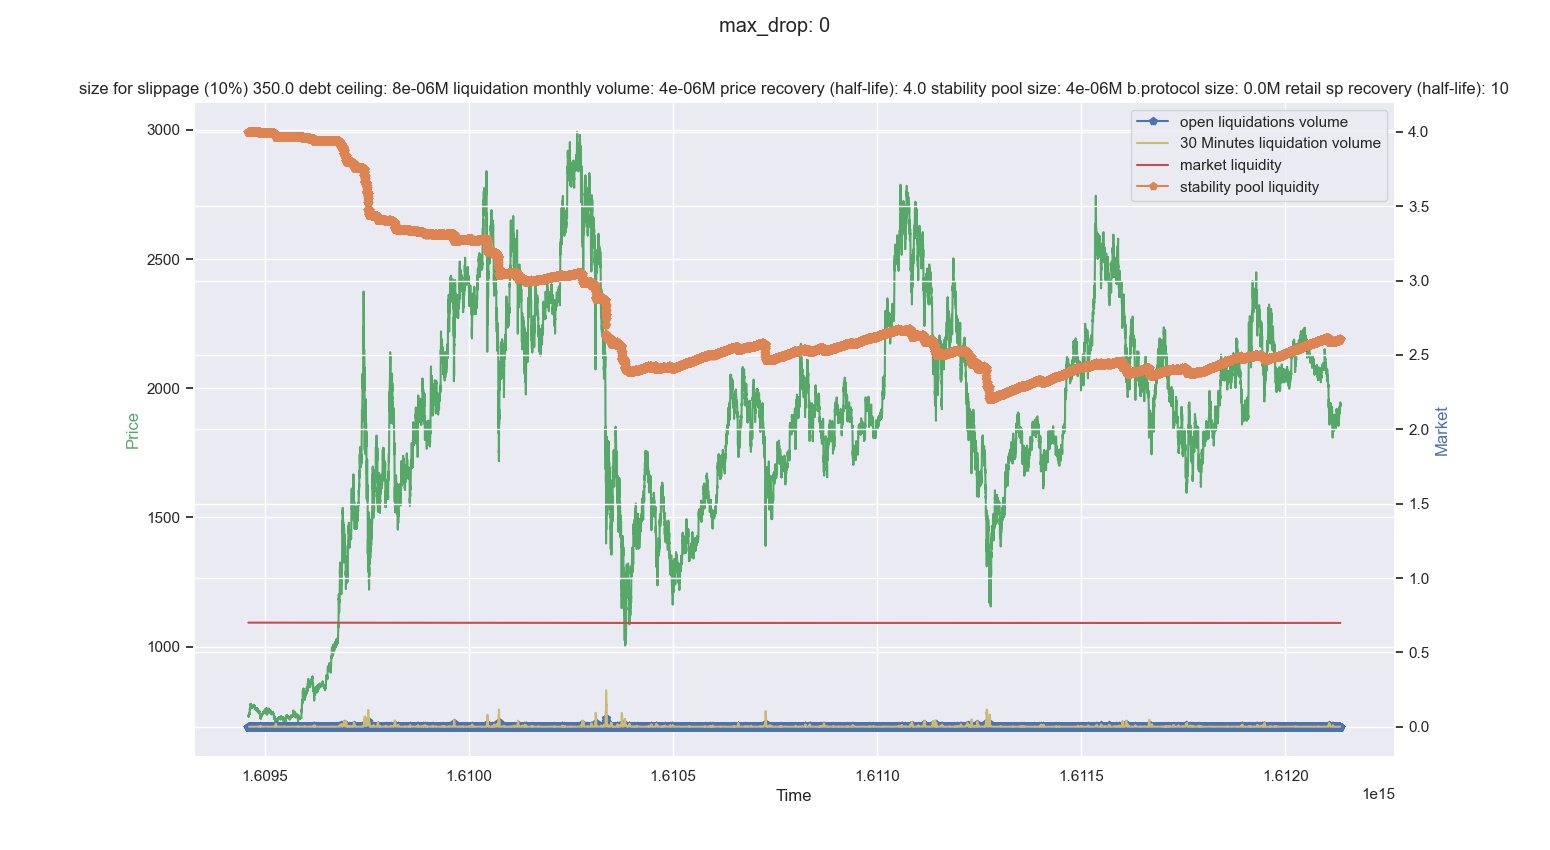 max_drop: 0
size for slippage (10%) 350.0 debt ceiling: 8e-06M liquidation monthly volume: 4e-06M price recovery (half-life): 4.0 stability pool size: 4e-06M b.protocol size: 0.0M retail sp recovery (half-life): 10
open liquidations volume
30 Minutes liquidation volume
market liquidity
stability pool liquidity
3000
2500
2000
1500
1000
Price
4.0
3.5
3.0
2.5
2.0
1.5
1.0
0.5
0.0
Market
1.6095 1.6100 1.6105 1.6110 1.6115 1.6120
Time
1e15